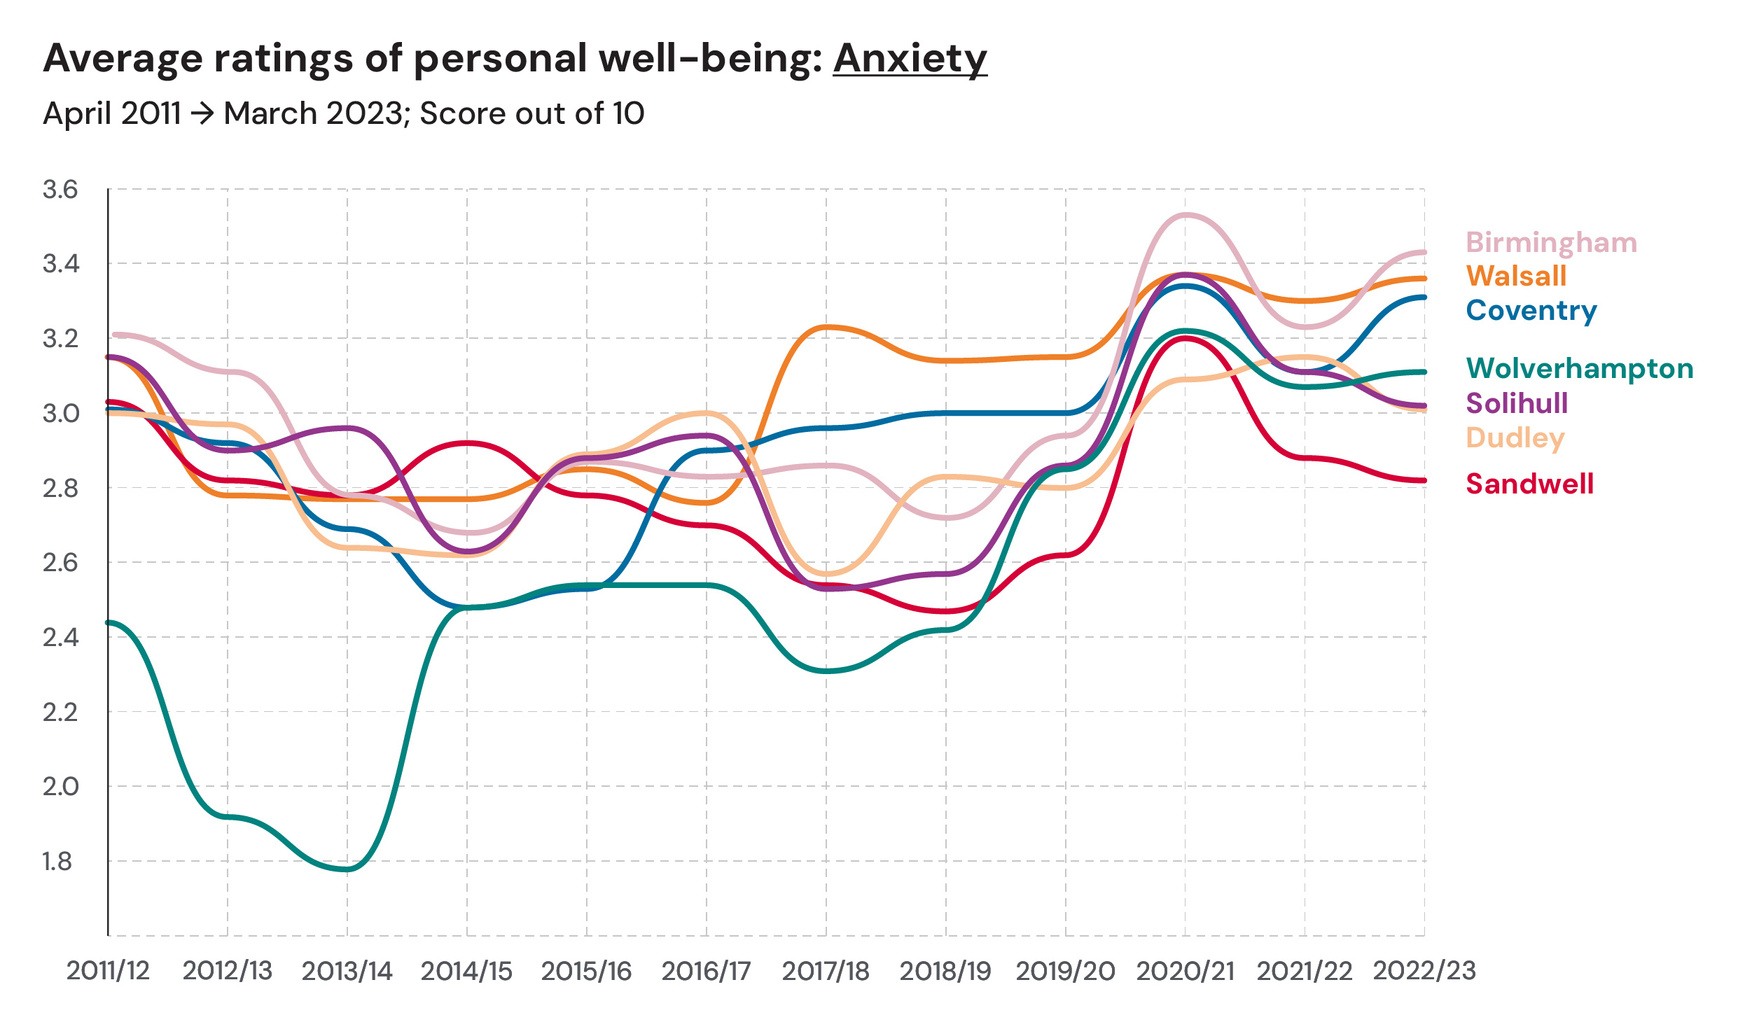 Average ratings of personal well-being: Anxiety
April 2011 → March 2023; Score out of 10
3.6
3.4
3.2
3.0
2.8
2.6
2.4
2.2
2.0
1.8
Birmingham
Walsall
Coventry
Wolverhampton
Solihull
Dudley
Sandwell
2011/12 2012/13 2013/14 2014/15 2015/16 2016/17 2017/18 2018/19 2019/20 2020/21 2021/22 2022/23